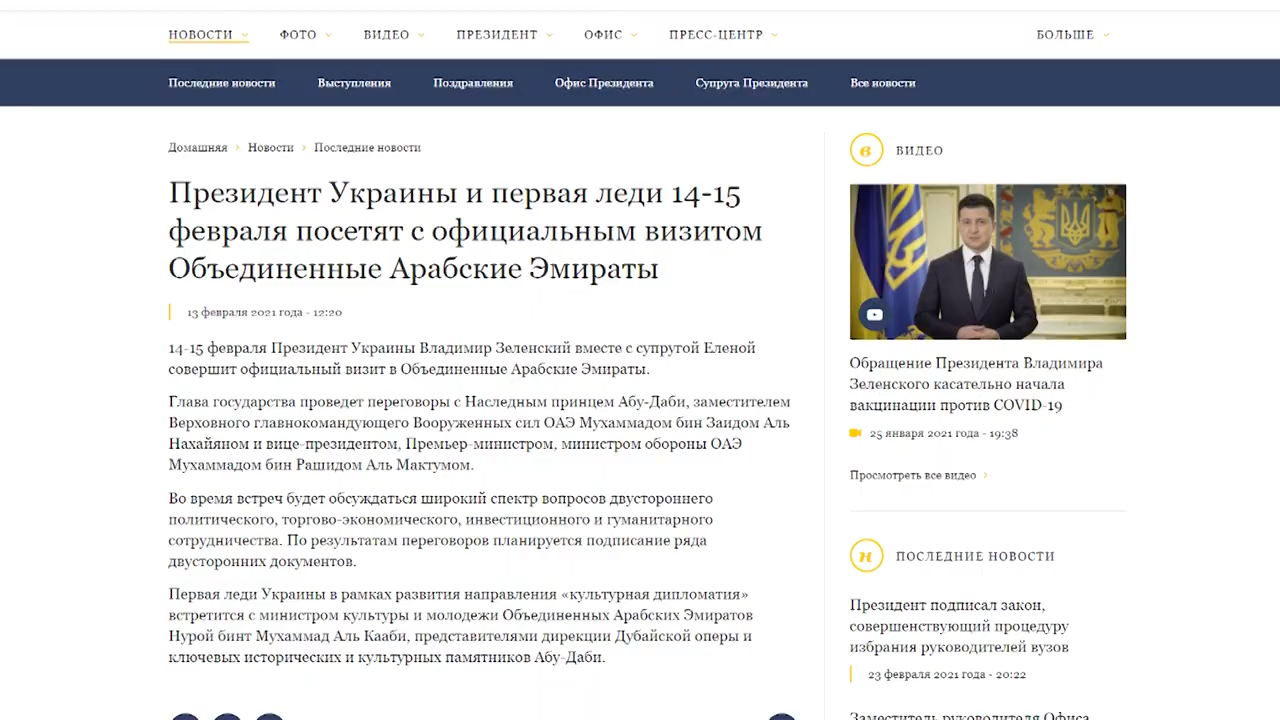 НОВОСТИ ФОТО ВИДЕО ПРЕЗИДЕНТ ОФИС ПРЕСС-ЦЕНТР БОЛЬШЕ
Последние новости Выступления Поздравления Офис Президента Супруга Президента Все новости
Домашняя Новости Последние новости
Президент Украины и первая леди 14-15
февраля посетят с официальным визитом
Объединенные Арабские Эмираты
13 февраля 2021 года - 12:20
14-15 февраля Президент Украины Владимир Зеленский вместе с супругой Еленой
совершит официальный визит в Объединенные Арабские Эмираты.
Глава государства проведет переговоры с Наследным принцем Абу-Даби, заместителем
Верховного главнокомандующего Вооруженных сил ОАЭ Мухаммадом бин Заидом Аль
Нахайяном и вице-президентом, Премьер-министром, министром обороны ОАЭ
Мухаммадом бин Рашидом Аль Мактумом.
Во время встреч будет обсуждаться широкий спектр вопросов двустороннего
политического, торгово-экономического, инвестиционного и гуманитарного
сотрудничества. По результатам переговоров планируется подписание ряда
двусторонних документов.
Первая леди Украины в рамках развития направления «культурная дипломатия»
встретится с министром культуры и молодежи Объединенных Арабских Эмиратов
Нурой бинт Мухаммад Аль Кааби, представителями дирекции Дубайской оперы и
ключевых исторических и культурных памятников Абу-Даби.
в ВИДЕО
Обращение Президента Владимира
Зеленского касательно начала
вакцинации против COVID-19
25 января 2021 года - 19:38
Просмотреть все видео
н ПОСЛЕДНИЕ НОВОСТИ
Президент подписал закон,
совершенствующий процедуру
избрания руководителей вузов
23 февраля 2021 года - 20:22
Заместитель руководителя Офиса